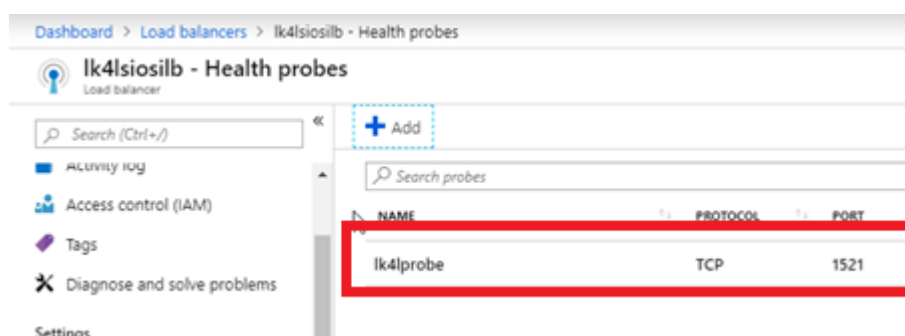 Dashboard > Load balancers > lk4lsiosilb - Health probes
lk4lsiosilb - Health probes
Load balancer
Search (Ctrl+/)
«
Add
Activity log
Search probes
Access control (IAM)
NAME PROTOCOL PORT
Tags
lk4lprobe TCP 1521
Diagnose and solve problems
Settings